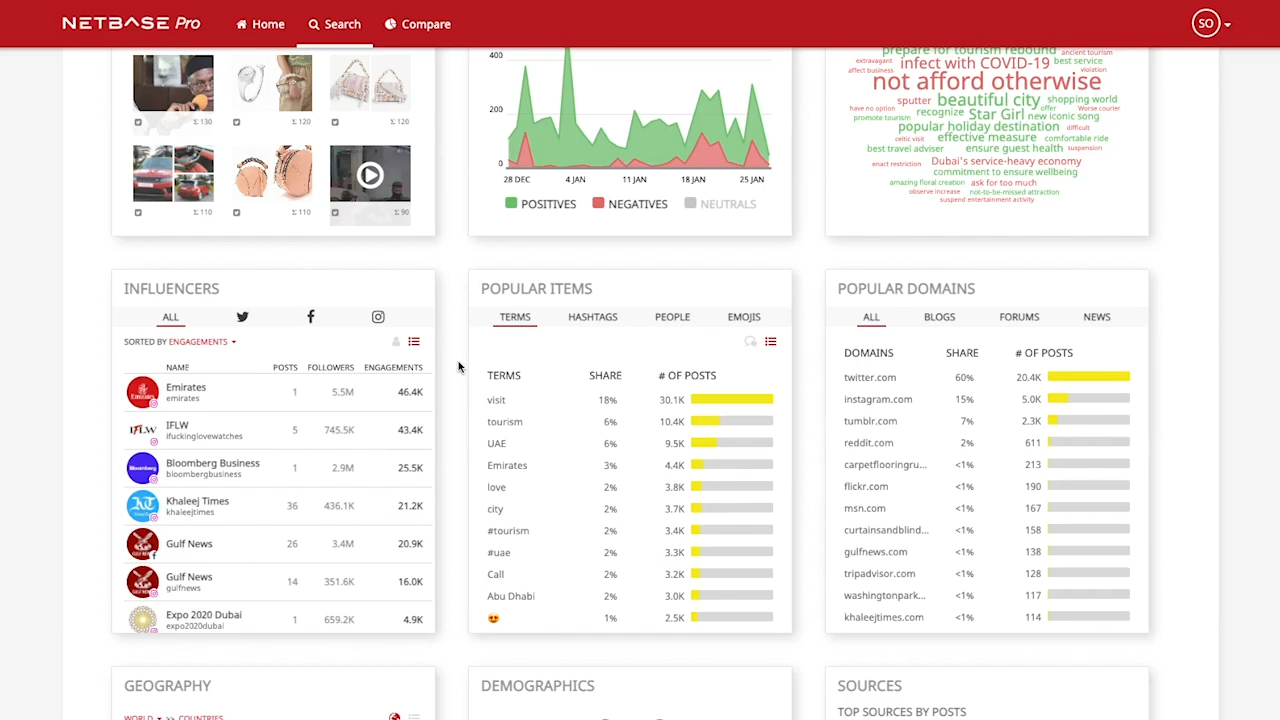 NETBASE Pro
Home
Search
Compare
SO
Σ: 130
Σ: 120
Σ: 120
Σ: 110
Σ: 110
Σ: 90
400
200
0
28 DEC
4 JAN
11 JAN
18 JAN
25 JAN
POSITIVES
NEGATIVES
NEUTRALS
prepare for tourism rebound
ancient tourism
extravagant
infect with COVID-19
best service
affect business
violation
not afford otherwise
sputter
beautiful city
shopping world
have no option
recognize
Star Girl
offer
Worse courier
promote tourism
new iconic song
popular holiday destination
difficult
celtic visit
effective measure
comfortable ride
best travel adviser
ensure guest health
suspension
enact restriction
Dubai's service-heavy economy
commitment to ensure wellbeing
amazing floral creation
ask for too much
observe increase
not-to-be-missed attraction
suspend entertainment activity
INFLUENCERS
ALL
SORTED BY ENGAGEMENTS
NAME POSTS FOLLOWERS ENGAGEMENTS
Emirates
emirates
1 5.5M 46.4K
IFLW
ifuckinglovewatches
5 745.5K 43.4K
Bloomberg Business
bloombergbusiness
1 2.9M 25.5K
Khaleej Times
khaleejtimes
36 436.1K 21.2K
Gulf News
26 3.4M 20.9K
Gulf News
gulfnews
14 351.6K 16.0K
Expo 2020 Dubai
expo2020dubai
1 659.2K 4.9K
POPULAR ITEMS
TERMS HASHTAGS PEOPLE EMOJIS
TERMS SHARE # OF POSTS
visit 18% 30.1K
tourism 6% 10.4K
UAE 6% 9.5K
Emirates 3% 4.4K
love 2% 3.8K
city 2% 3.7K
#tourism 2% 3.4K
#uae 2% 3.3K
Call 2% 3.2K
Abu Dhabi 2% 3.0K
😍 1% 2.5K
POPULAR DOMAINS
ALL BLOGS FORUMS NEWS
DOMAINS SHARE # OF POSTS
twitter.com 60% 20.4K
instagram.com 15% 5.0K
tumblr.com 7% 2.3K
reddit.com 2% 611
carpetflooringru... <1% 213
flickr.com <1% 190
msn.com <1% 167
curtainsandblind... <1% 158
gulfnews.com <1% 138
tripadvisor.com <1% 128
washingtonpark... <1% 117
khaleejtimes.com <1% 114
GEOGRAPHY
WORLD >> COUNTRIES
DEMOGRAPHICS
SOURCES
TOP SOURCES BY POSTS